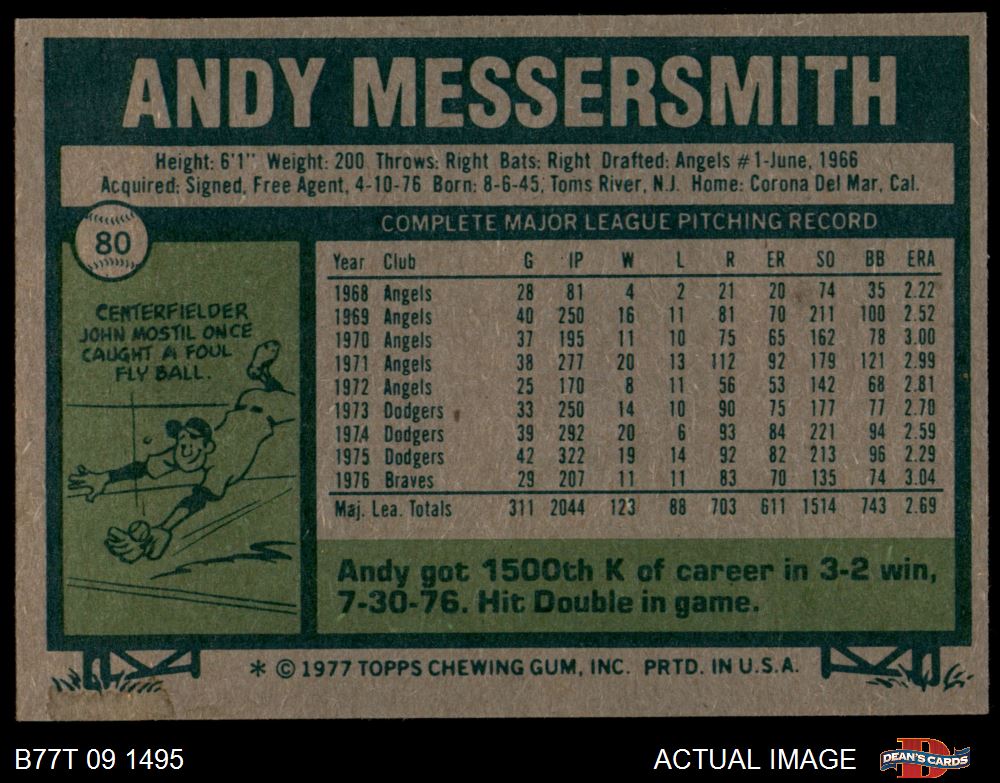 ANDY MESSERSMITH
Height: 6'1" Weight: 200 Throws: Right Bats: Right Drafted: Angels #1-June, 1966
Acquired: Signed, Free Agent, 4-10-76 Born: 8-6-45, Toms River, N.J. Home: Corona Del Mar, Cal.
80
CENTERFIELDER
JOHN MOSTIL ONCE
CAUGHT A FOUL
FLY BALL.
COMPLETE MAJOR LEAGUE PITCHING RECORD
Year Club G IP W L R ER SO BB ERA
1968 Angels 28 81 4 2 21 20 74 35 2.22
1969 Angels 40 250 16 11 81 70 211 100 2.52
1970 Angels 37 195 11 10 75 65 162 78 3.00
1971 Angels 38 277 20 13 112 92 179 121 2.99
1972 Angels 25 170 8 11 56 53 142 68 2.81
1973 Dodgers 33 250 14 10 90 75 177 77 2.70
1974 Dodgers 39 292 20 6 93 84 221 94 2.59
1975 Dodgers 42 322 19 14 92 82 213 96 2.29
1976 Braves 29 207 11 11 83 70 135 74 3.04
Maj. Lea. Totals 311 2044 123 88 703 611 1514 743 2.69
Andy got 1500th K of career in 3-2 win,
7-30-76. Hit Double in game.
* © 1977 TOPPS CHEWING GUM, INC. PRTD. IN U.S.A.
B77T 09 1495
ACTUAL IMAGE
DEAN'S CARDS